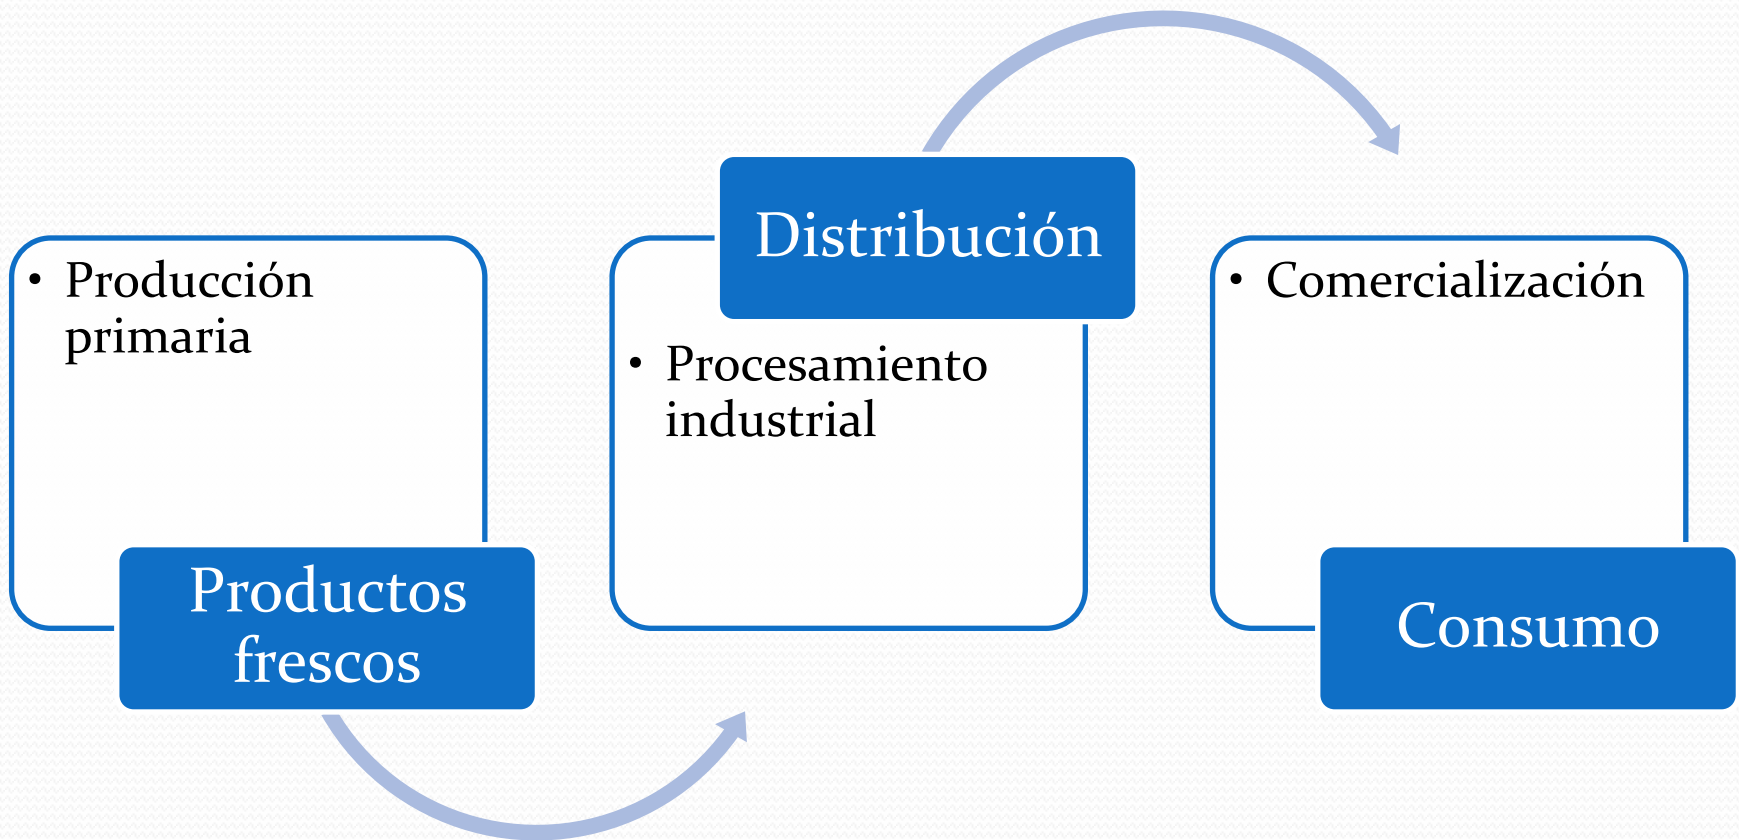 • Producción
primaria
Productos
frescos
Distribución
• Procesamiento
industrial
• Comercialización
Consumo